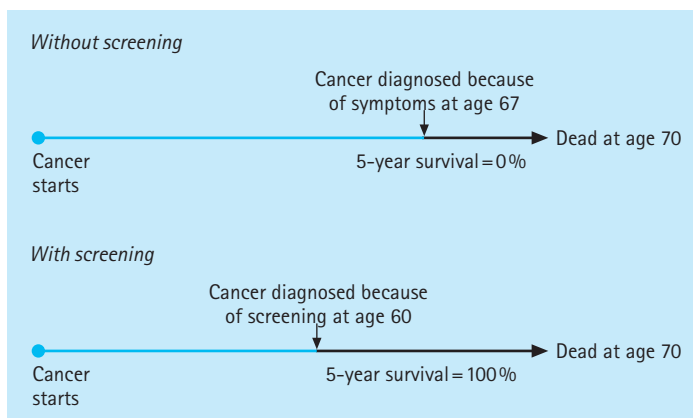 Without screening
Cancer diagnosed because
of symptoms at age 67
Dead at age 70
Cancer
starts
5-year survival = 0%
With screening
Cancer diagnosed because
of screening at age 60
Dead at age 70
Cancer
starts
5-year survival = 100%